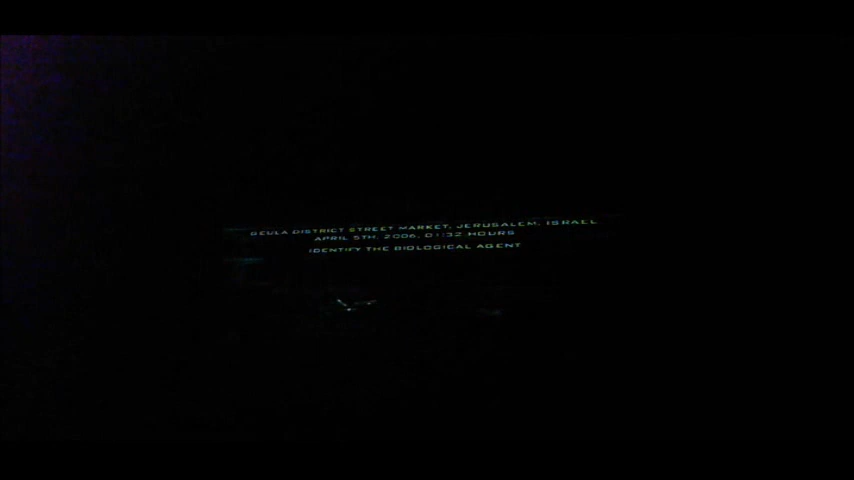 GEULA DISTRICT STREET MARKET, JERUSALEM, ISRAEL
APRIL 5TH, 2006, 01:32 HOURS
IDENTIFY THE BIOLOGICAL AGENT